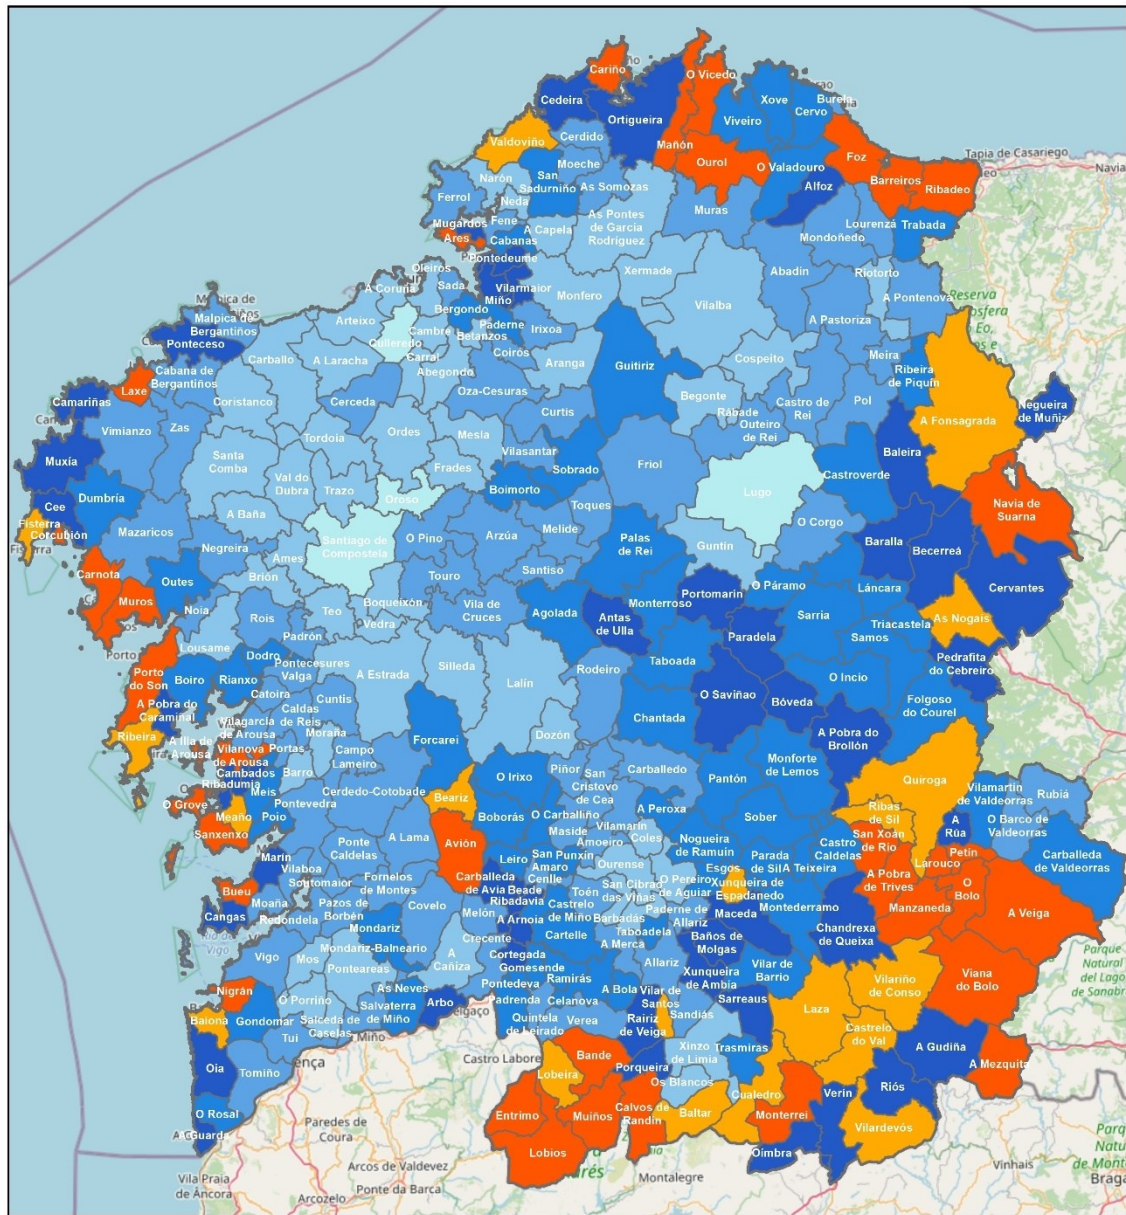 Cariño
O Vicedo
Cedeira
Ortigueira
Xove
Burela
Cervo
Viveiro
Valdoviño
Cerdido
Mañón
Tapia de Casariego
Navia
Moeche
Ourol
O Valadouro
Foz
Narón
San
Sadurniño
As Somozas
Alfoz
Barreiros
Ribadeo
Ferrol
Neda
Muras
Lourenzá
Trabada
Mugardos
Fene
As Pontes
de García
Rodríguez
Ares
Cabanas
A Capela
Mondoñedo
Pontedeume
Xermade
Abadín
Riotorto
Oleiros
Vilarmaior
A Coruña
Sada
Miño
Monfero
Vilalba
A Pontenova
Malpica de
Bergantiños
Arteixo
Bergondo
A Pastoriza
Ponteceso
Cambre
Paderne
Irixoa
Culleredo
Betanzos
Carballo
A Laracha
Carral
Coirós
Guitiriz
Cospeito
Meira
Cabana de
Bergantiños
Abegondo
Aranga
Ribeira
de Piquín
Laxe
Oza-Cesuras
Begonte
Castro de
Rei
Pol
Negueira
de Muñiz
Camariñas
Coristanco
Cerceda
Curtis
Rábade
A Fonsagrada
Vimianzo
Zas
Tordoia
Ordes
Mesía
Outeiro
de Rei
Baleira
Muxía
Santa
Comba
Vilasantar
Friol
Castroverde
Val do
Dubra
Trazo
Frades
Sobrado
Navia de
Suarna
Cee
Dumbría
Oroso
Boimorto
Lugo
A Baña
Toques
Fisterra
Corcubión
Mazaricos
Santiago de
Compostela
O Pino
Arzúa
Melide
Palas
de Rei
O Corgo
Baralla
Becerreá
Negreira
Ames
Guntín
Carnota
Outes
Brión
Touro
Santiso
O Páramo
Cervantes
Muros
Boqueixón
Portomarín
Láncara
Noia
Rois
Teo
Vedra
Vila de
Cruces
Agolada
Monterroso
Sarria
Triacastela
As Nogais
Lousame
Padrón
Antas
de Ulla
Paradela
Samos
Dodro
Pontecesures
Valga
A Estrada
Silleda
Lalín
Rodeiro
Taboada
Pedrafita
do Cebreiro
Porto
do Son
Boiro
Rianxo
O Incio
Catoira
Cuntis
O Saviñao
Bóveda
Folgoso
do Courel
A Pobra do
Caramiñal
Caldas
de Reis
Moraña
Chantada
Vilagarcía
de Arousa
Ribeira
A Illa de
Arousa
Forcarei
Dozón
A Pobra do
Brollón
Vilanova
de Arousa
Portas
Campo
Lameiro
Cambados
Barro
O Irixo
Piñor
Carballedo
Monforte
de Lemos
Quiroga
Ribadumia
Meis
San
Cristovo
de Cea
Pantón
Vilamartín
de Valdeorras
Rubiá
O Grove
Meaño
Pontevedra
Cerdedo-Cotobade
Beariz
A Peroxa
Ribas
de Sil
Sanxenxo
Poio
Boborás
O Carballiño
Sober
A
Rúa
O Barco de
Valdeorras
A Lama
Avión
Maside
Amoeiro
Vilamarín
Coles
Nogueira
de Ramuín
Castro
Caldelas
San Xoán
de Río
Petín
Ponte
Caldelas
Leiro
San
Amaro
Punxín
Ourense
Esgos
Parada
de Sil
A Teixeira
Larouco
Carballeda
de Valdeorras
Marín
Vilaboa
Carballeda
de Avia
Cenlle
O Pereiro
de Aguiar
Xunqueira de
Espadanedo
A Pobra
de Trives
O
Bolo
Bueu
Soutomaior
Fornelos
de Montes
Beade
Toén
San Cibrao
das Viñas
Manzaneda
A Veiga
Moaña
Pazos de
Borbén
Covelo
Ribadavia
Castrelo
de Miño
Barbadás
Paderne de
Allariz
Maceda
Montederramo
Cangas
Redondela
Melón
A Arnoia
Taboadela
Chandrexa
de Queixa
Mondariz
Cartelle
A Merca
Baños de
Molgas
Mondariz-Balneario
Crecente
Vigo
Mos
Ponteareas
A
Cañiza
Cortegada
Allariz
Xunqueira
de Ambía
Vilar de
Barrio
Vilariño
de Conso
Viana
do Bolo
Nigrán
As Neves
Pontedeva
Gomesende
Ramirás
Padrenda
Celanova
A Bola
Vilar de
Santos
Sarreaus
O Porriño
Salvaterra
de Miño
Arbo
Baiona
Gondomar
Salceda de
Caselas
Quintela
de Leirado
Verea
Rairiz
de Veiga
Sandiás
Laza
Tui
Miño
Castrelo
do Val
A Gudiña
Oia
Tomiño
Castro Labore
Bande
Xinzo
de Limia
Trasmiras
A Mezquita
Lobeira
Porqueira
Os Blancos
Cualedro
Verín
Riós
O Rosal
Entrimo
Muíños
Calvos de
Randín
Baltar
Monterrei
Vilardevós
A Guarda
Paredes de
Coura
Lobios
Oímbra
Arcos de Valdevez
Montalegre
Vinhais
Vila Praia
de Âncora
Arcozelo
Ponte da Barca
Braga